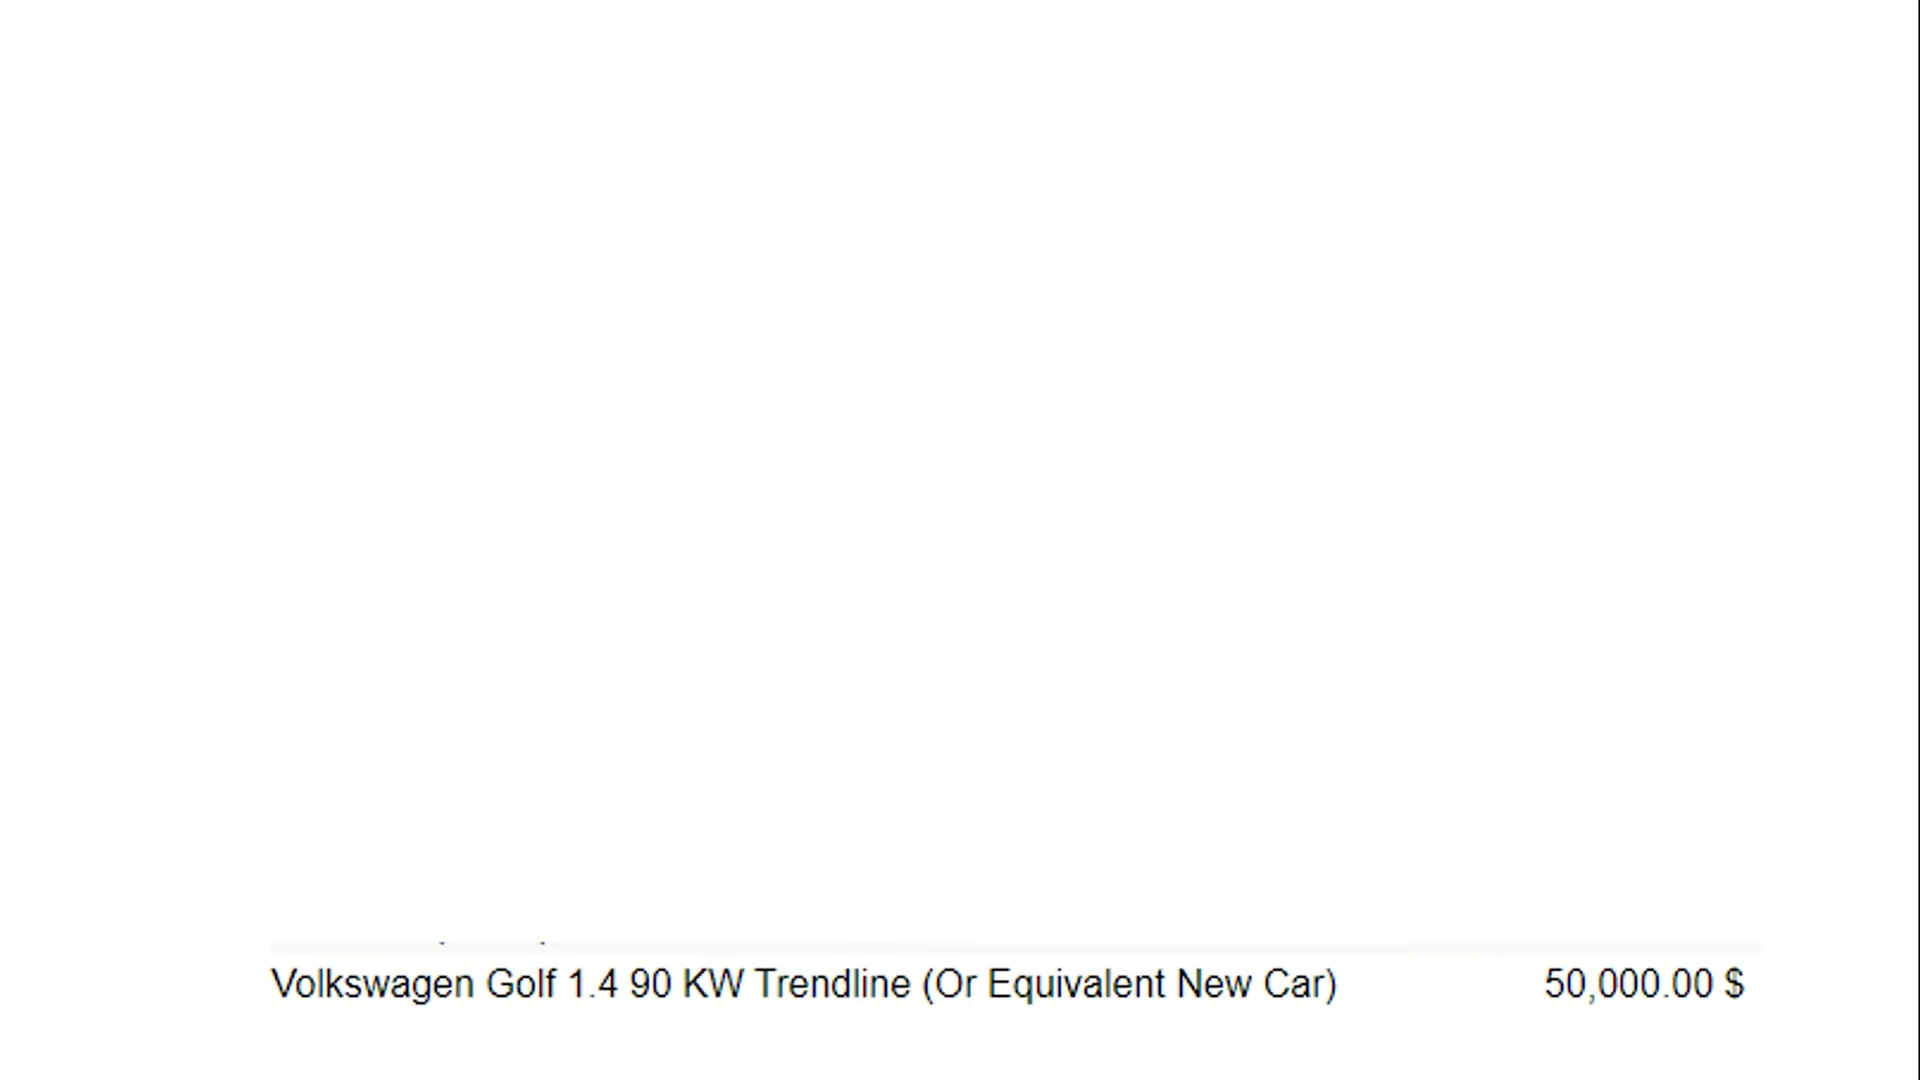 Volkswagen Golf 1.4 90 KW Trendline (Or Equivalent New Car) 50,000.00 $